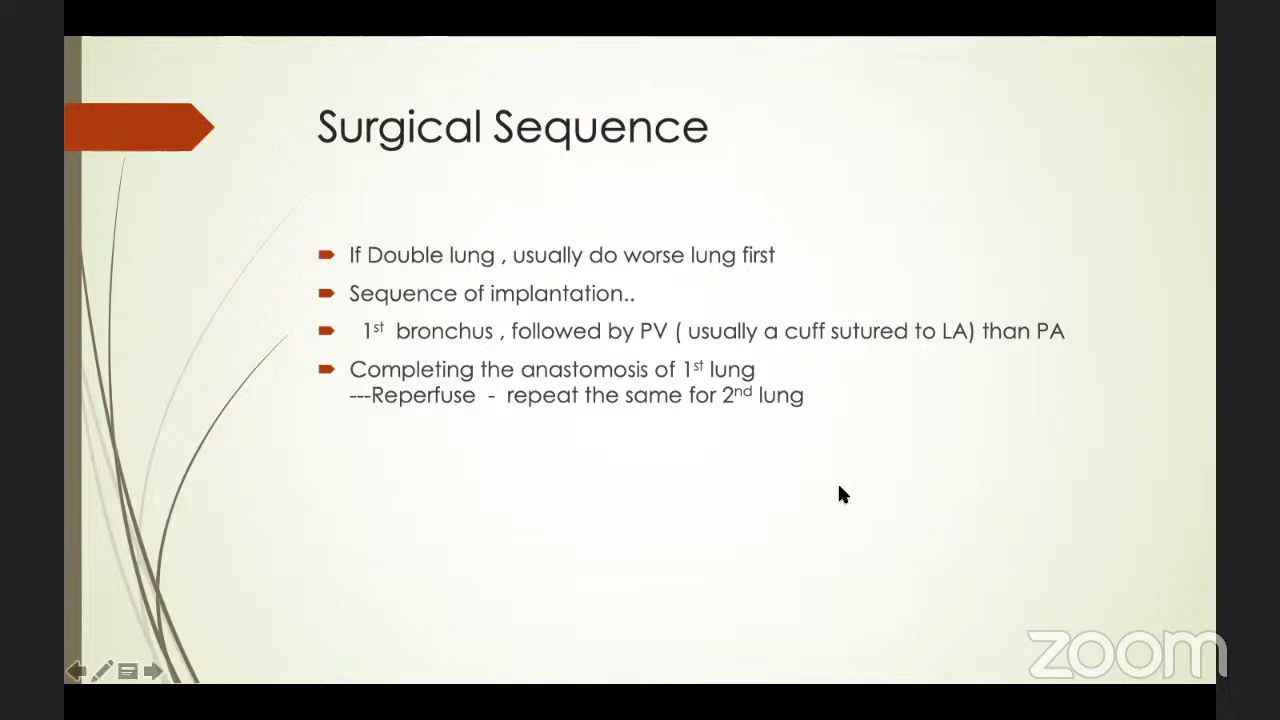 Surgical Sequence
If Double lung , usually do worse lung first
Sequence of implantation..
1st bronchus , followed by PV ( usually a cuff sutured to LA) than PA
Completing the anastomosis of 1st lung
---Reperfuse - repeat the same for 2nd lung
zoom